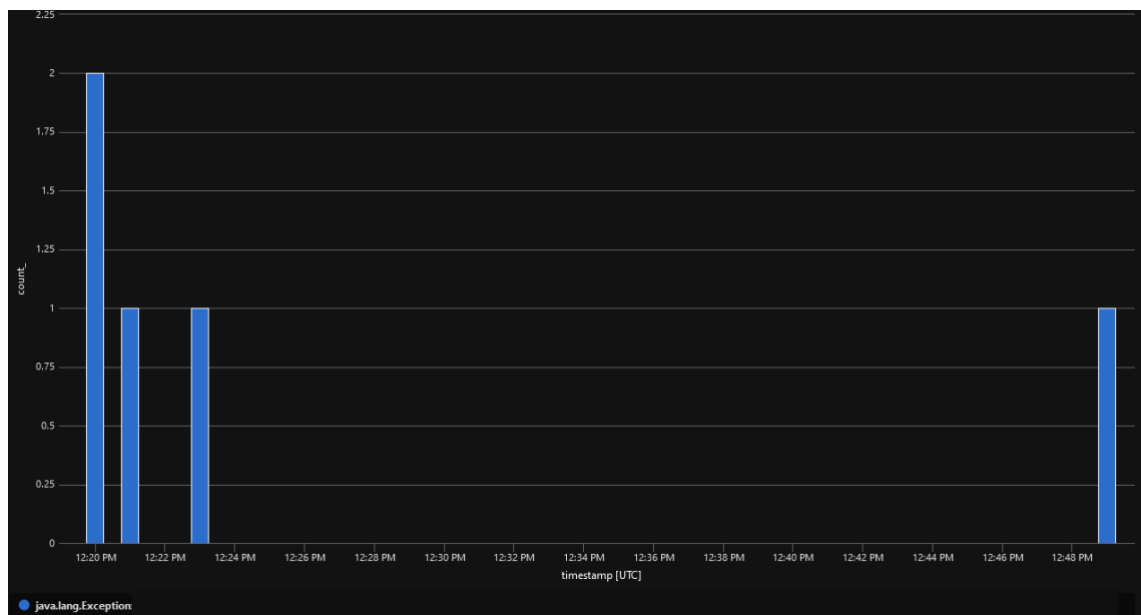 2.25
2
1.75
1.5
1.25
1
0.75
0.5
0.25
0
count_
12:20 PM 12:22 PM 12:24 PM 12:26 PM 12:28 PM 12:30 PM 12:32 PM 12:34 PM 12:36 PM 12:38 PM 12:40 PM 12:42 PM 12:44 PM 12:46 PM 12:48 PM
timestamp [UTC]
java.lang.Exception: